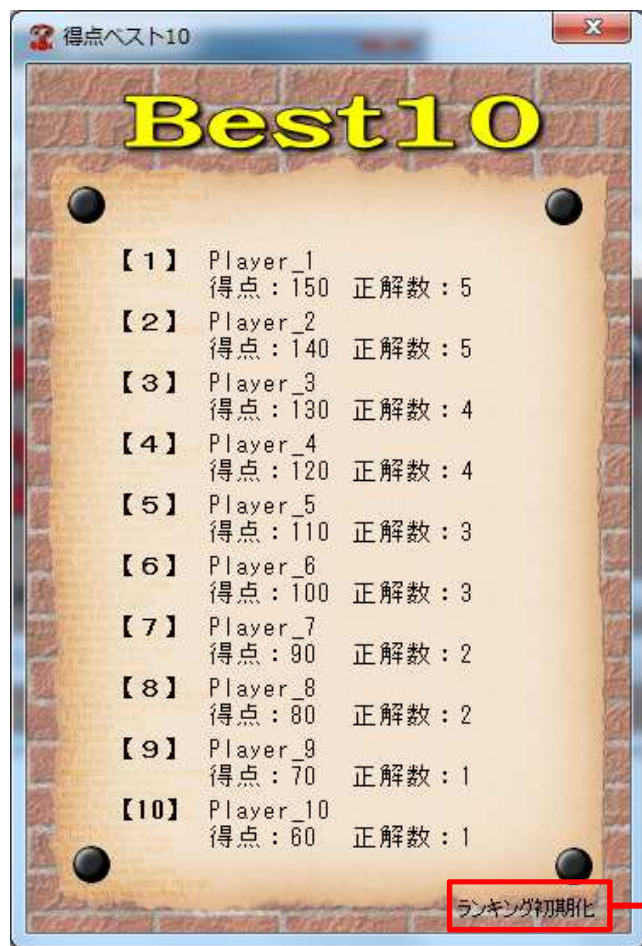 得点ベスト10
Best10
【1】 Player_1
得点：150 正解数：5
【2】 Player_2
得点：140 正解数：5
【3】 Player_3
得点：130 正解数：4
【4】 Player_4
得点：120 正解数：4
【5】 Player_5
得点：110 正解数：3
【6】 Player_6
得点：100 正解数：3
【7】 Player_7
得点：90 正解数：2
【8】 Player_8
得点：80 正解数：2
【9】 Player_9
得点：70 正解数：1
【10】 Player_10
得点：60 正解数：1
ランキング初期化